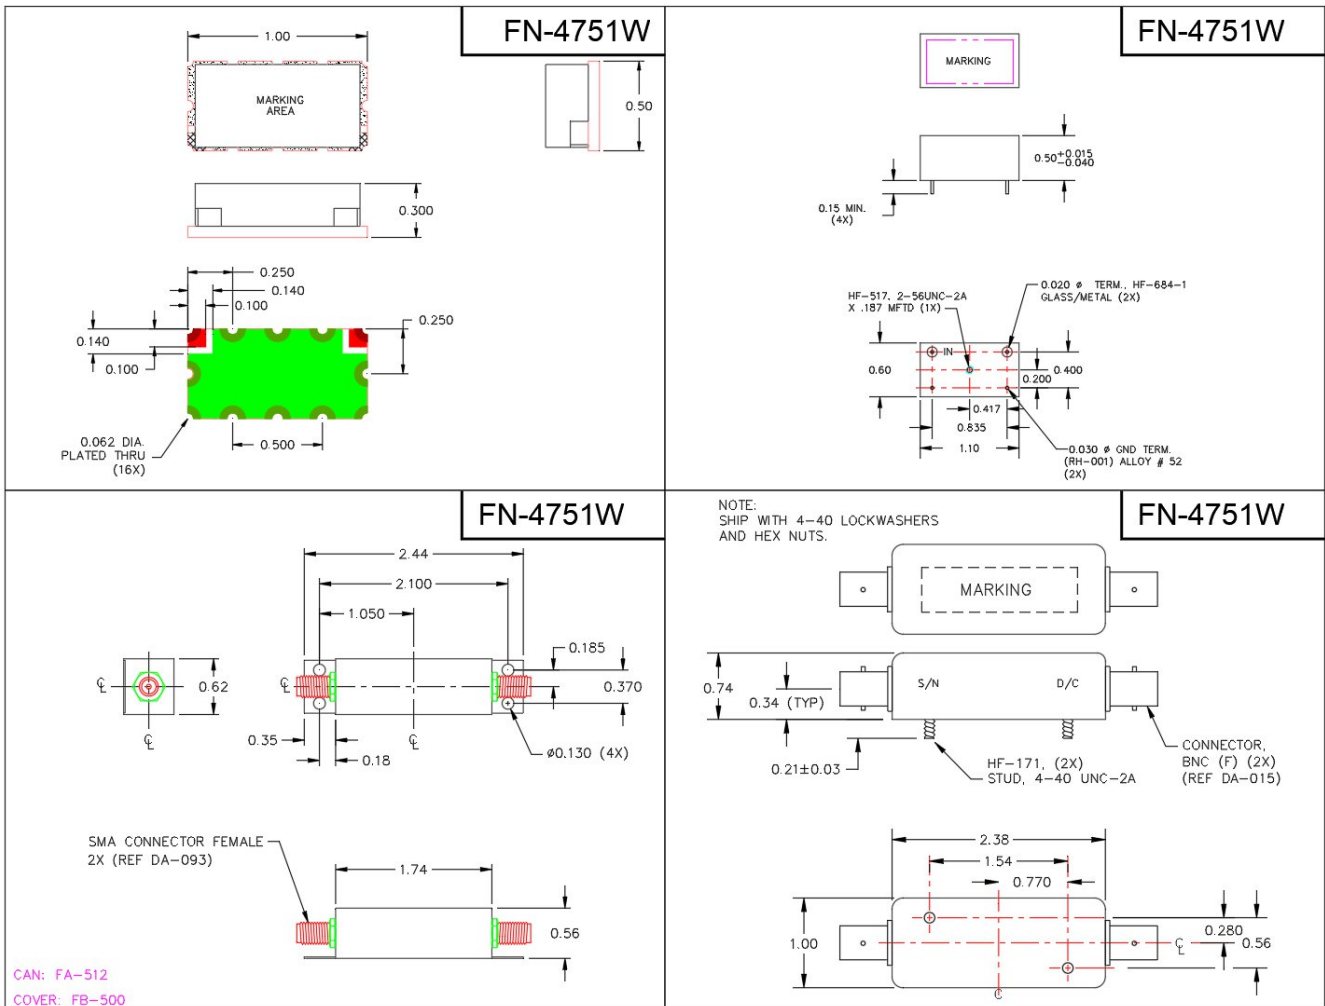 FN-4751W
1.00
MARKING
AREA
0.50
0.300
0.250
0.140
0.100
0.250
0.140
0.100
0.062 DIA.
PLATED THRU
(16X)
0.500
FN-4751W
MARKING
0.50+0.015
-0.040
0.15 MIN.
(4X)
0.020 ø TERM., HF-684-1
GLASS/METAL (2X)
HF-517, 2-56UNC-2A
X .187 MFTD (1X)
IN
0.60
0.200
0.400
0.417
0.835
1.10
0.030 ø GND TERM.
(RH-001) ALLOY # 52
(2X)
FN-4751W
2.44
2.100
1.050
0.185
0.370
0.62
℄
℄
℄
℄
0.35
0.18
ø0.130 (4X)
SMA CONNECTOR FEMALE
2X (REF DA-093)
1.74
0.56
CAN: FA-512
COVER: FB-500
FN-4751W
NOTE:
SHIP WITH 4-40 LOCKWASHERS
AND HEX NUTS.
MARKING
0.74
0.34 (TYP)
S/N
D/C
0.21±0.03
HF-171, (2X)
STUD, 4-40 UNC-2A
CONNECTOR,
BNC (F) (2X)
(REF DA-015)
2.38
1.54
0.770
1.00
0.280
0.56
℄
℄